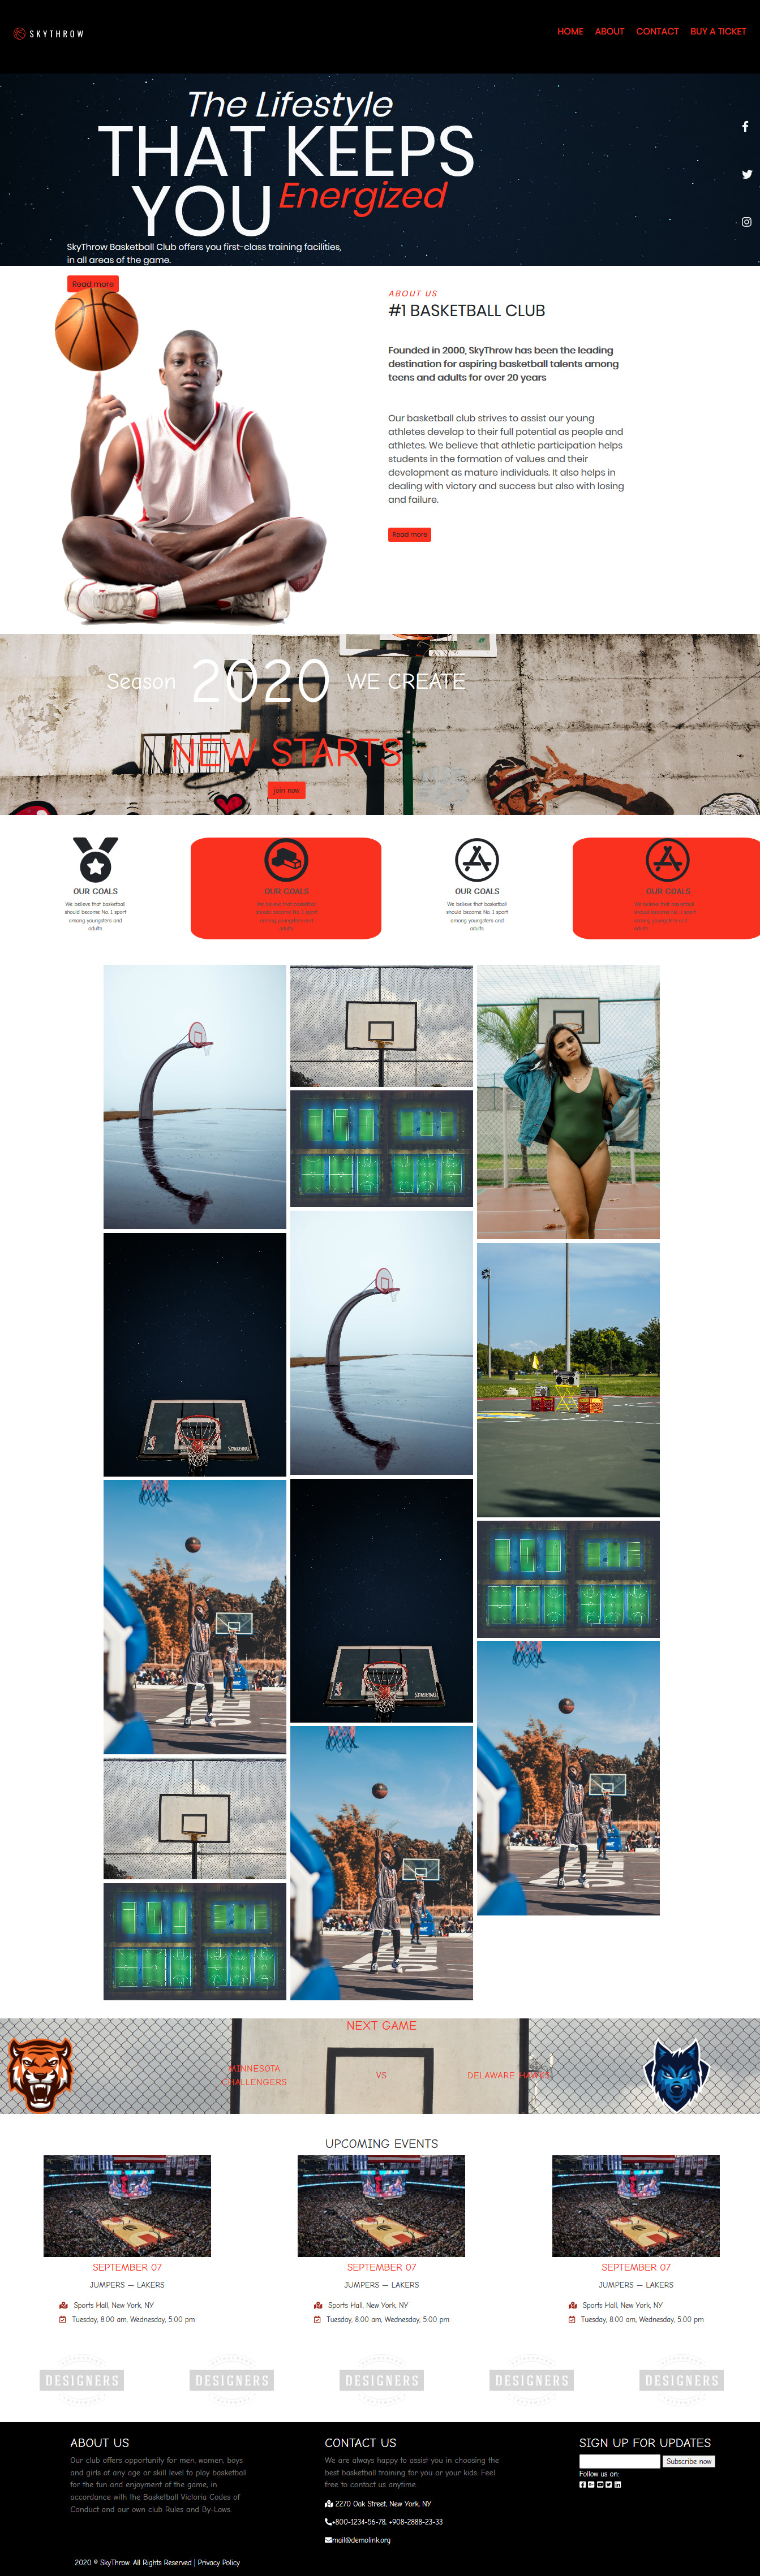 SKYTHROW
HOME ABOUT CONTACT BUY A TICKET
The Lifestyle
THAT KEEPS
YOU Energized
SkyThrow Basketball Club offers you first-class training facilities,
in all areas of the game.
Read more
ABOUT US
#1 BASKETBALL CLUB
Founded in 2000, SkyThrow has been the leading
destination for aspiring basketball talents among
teens and adults for over 20 years
Our basketball club strives to assist our young
athletes develop to their full potential as people and
athletes. We believe that athletic participation helps
students in the formation of values and their
development as mature individuals. It also helps in
dealing with victory and success but also with losing
and failure.
Read more
Season 2020 WE CREATE
NEW STARTS
join now
OUR GOALS
We believe that basketball
should become No. 1 sport
among youngsters and
adults.
OUR GOALS
We believe that basketball
should become No. 1 sport
among youngsters and
adults.
OUR GOALS
We believe that basketball
should become No. 1 sport
among youngsters and
adults.
OUR GOALS
We believe that basketball
should become No. 1 sport
among youngsters and
adults.
SPALDING
SPALDING
NEXT GAME
MINNESOTA
CHALLENGERS
VS
DELAWARE HAWKS
UPCOMING EVENTS
SEPTEMBER 07
JUMPERS — LAKERS
Sports Hall, New York, NY
Tuesday, 8:00 am, Wednesday, 5:00 pm
SEPTEMBER 07
JUMPERS — LAKERS
Sports Hall, New York, NY
Tuesday, 8:00 am, Wednesday, 5:00 pm
SEPTEMBER 07
JUMPERS — LAKERS
Sports Hall, New York, NY
Tuesday, 8:00 am, Wednesday, 5:00 pm
DESIGNERS
DESIGNERS
DESIGNERS
DESIGNERS
DESIGNERS
ABOUT US
Our club offers opportunity for men, women, boys
and girls of any age or skill level to play basketball
for the fun and enjoyment of the game, in
accordance with the Basketball Victoria Codes of
Conduct and our own club Rules and By-Laws.
CONTACT US
We are always happy to assist you in choosing the
best basketball training for you or your kids. Feel
free to contact us anytime.
2270 Oak Street, New York, NY
+800-1234-56-78, +908-2888-23-33
mail@demolink.org
SIGN UP FOR UPDATES
Subscribe now
Follow us on:
2020 © SkyThrow. All Rights Reserved | Privacy Policy